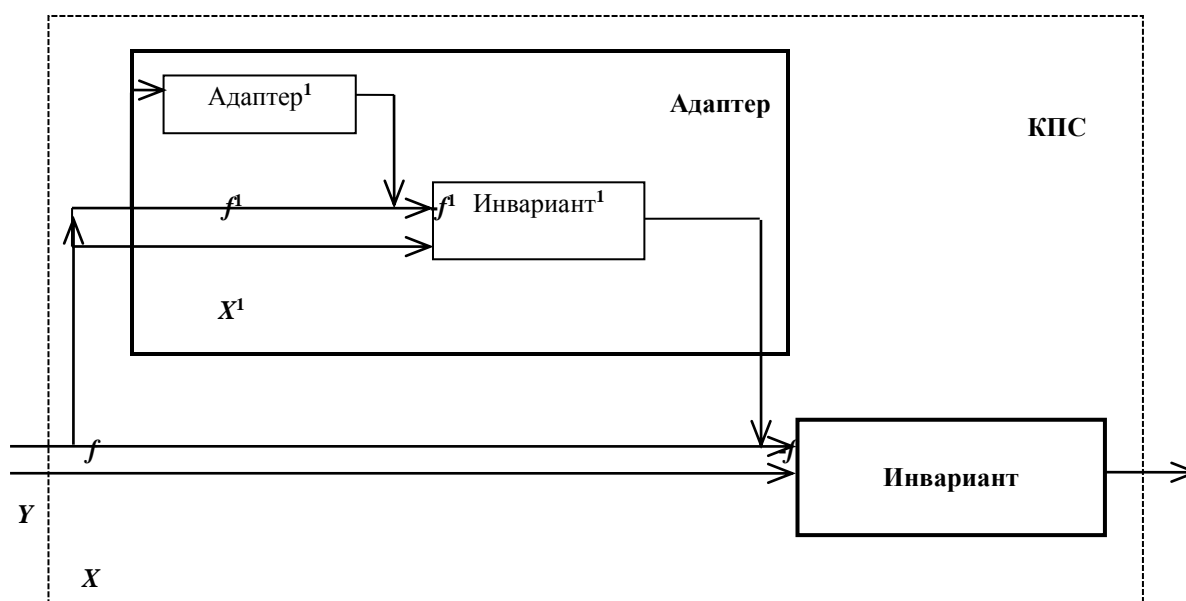 Адаптер¹
Адаптер
КПС
f¹
-f¹
Инвариант¹
X¹
f
-f
Инвариант
Y
X